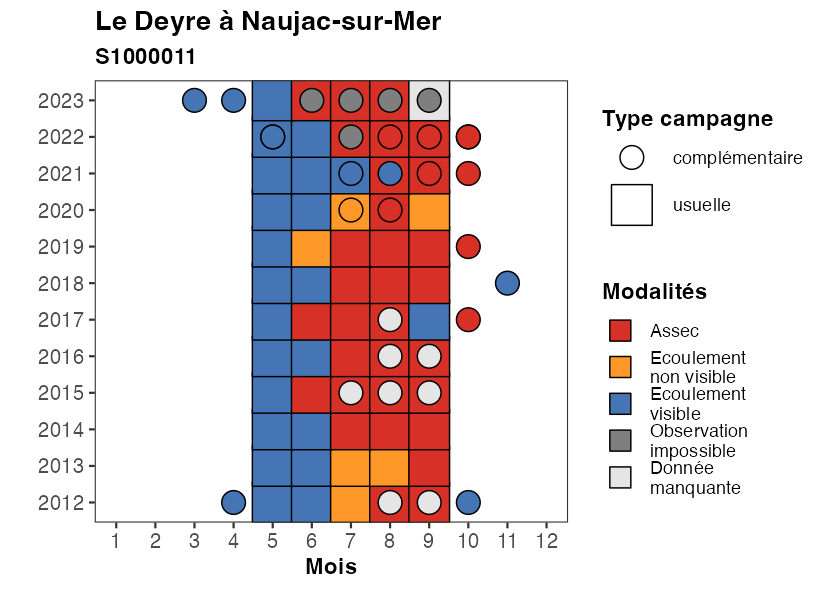 Le Deyre à Naujac-sur-Mer
S1000011
2023
2022
2021
2020
2019
2018
2017
2016
2015
2014
2013
2012
1 2 3 4 5 6 7 8 9 10 11 12
Mois
Type campagne
complémentaire
usuelle
Modalités
Assec
Ecoulement
non visible
Ecoulement
visible
Observation
impossible
Donnée
manquante